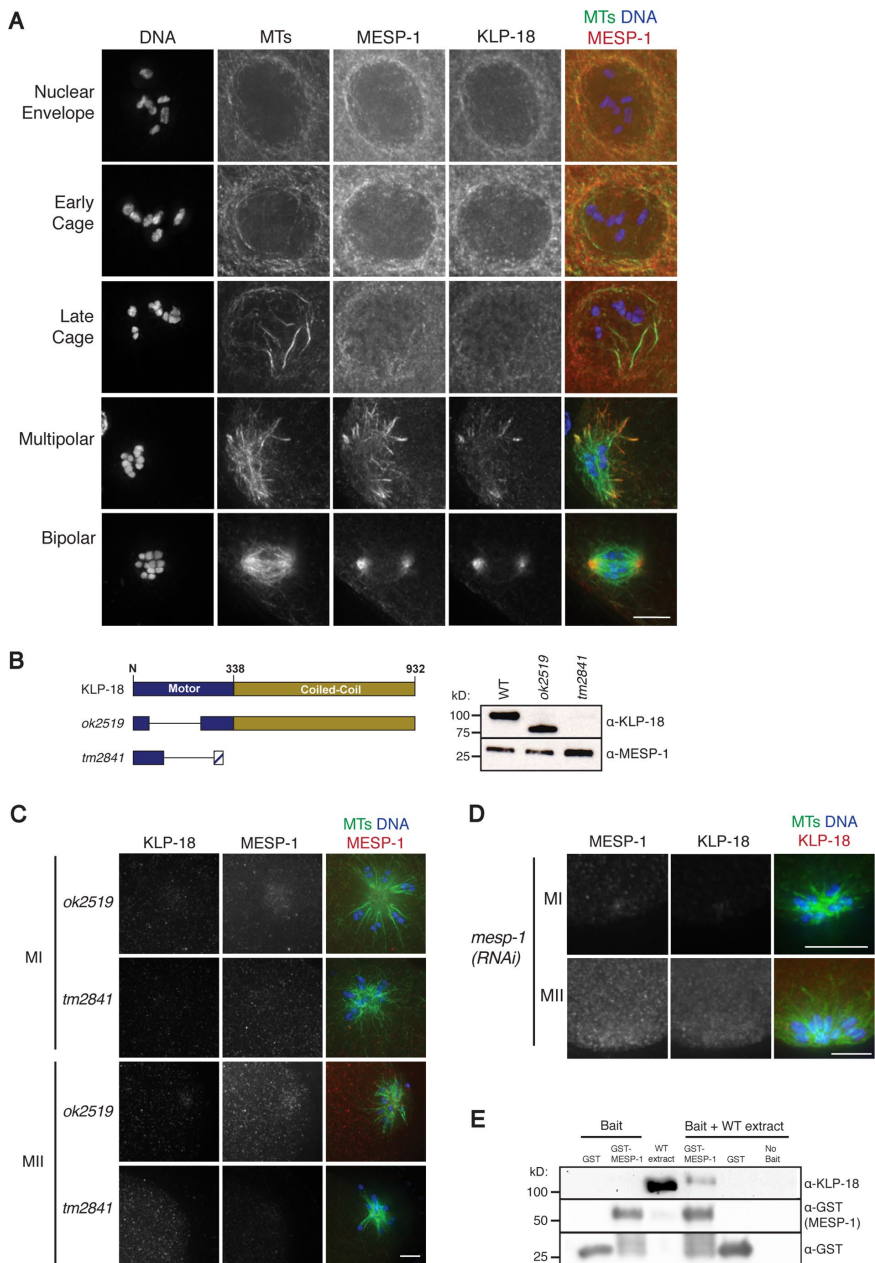 A
DNA
MTs
MESP-1
KLP-18
MTs DNA
MESP-1
Nuclear
Envelope
Early
Cage
Late
Cage
Multipolar
Bipolar
B
N
338
932
KLP-18
Motor
Coiled-Coil
ok2519
tm2841
kD:
WT
ok2519
tm2841
100
75
α-KLP-18
25
α-MESP-1
C
KLP-18
MESP-1
MTs DNA
MESP-1
MI
ok2519
tm2841
MII
ok2519
tm2841
D
MESP-1
KLP-18
MTs DNA
KLP-18
mesp-1
(RNAi)
MI
MII
E
Bait
Bait + WT extract
GST
GST-
MESP-1
WT
extract
GST-
MESP-1
GST
No
Bait
kD:
100
α-KLP-18
50
α-GST
(MESP-1)
25
α-GST